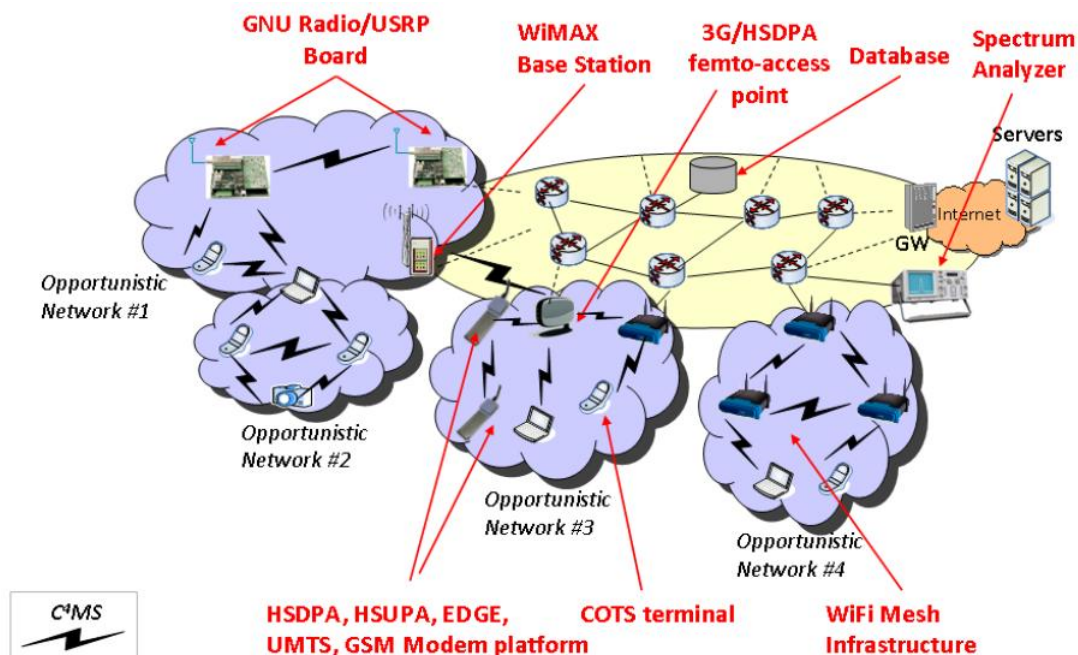 GNU Radio/USRP
Board
WiMAX
Base Station
3G/HSDPA
femto-access
point
Database
Spectrum
Analyzer
Servers
Internet
GW
Opportunistic
Network #1
Opportunistic
Network #2
Opportunistic
Network #3
Opportunistic
Network #4
C⁴MS
HSDPA, HSUPA, EDGE,
UMTS, GSM Modem platform
COTS terminal
WiFi Mesh
Infrastructure